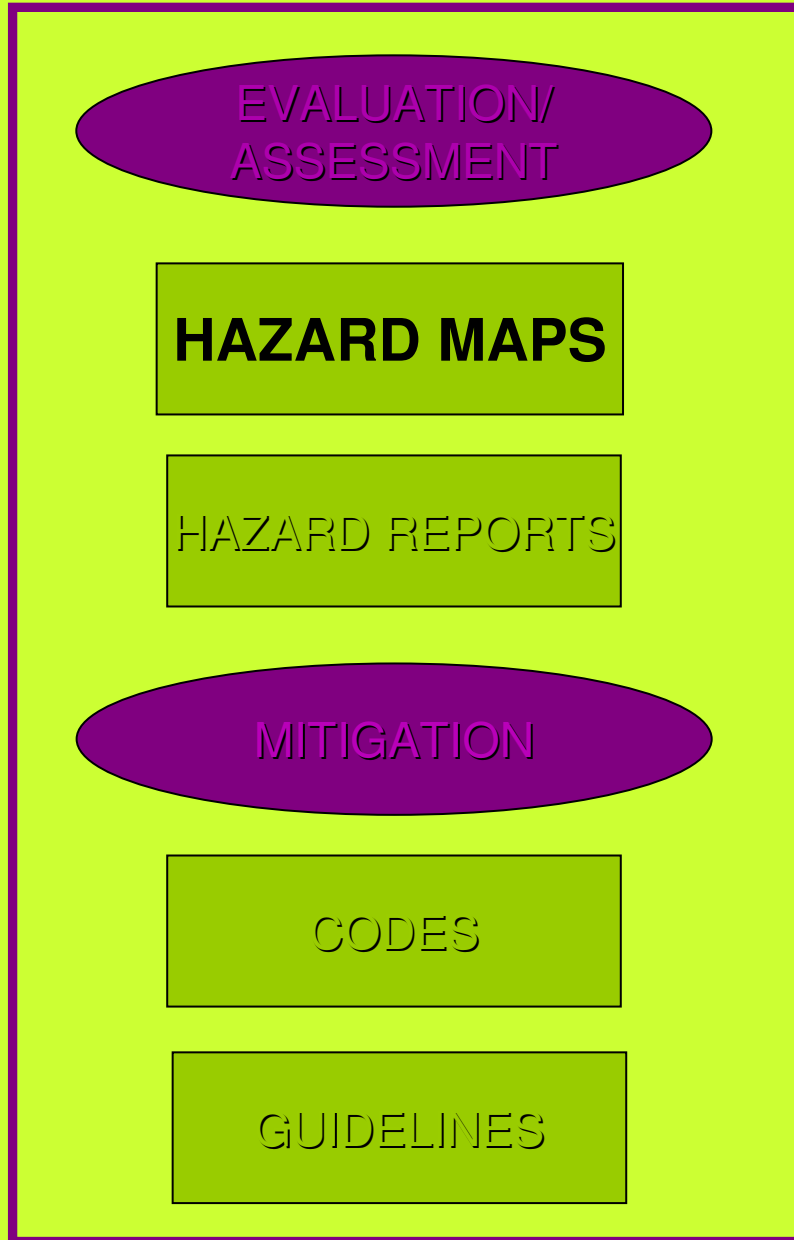 EVALUATION/
ASSESSMENT
HAZARD MAPS
HAZARD REPORTS
MITIGATION
CODES
GUIDELINES